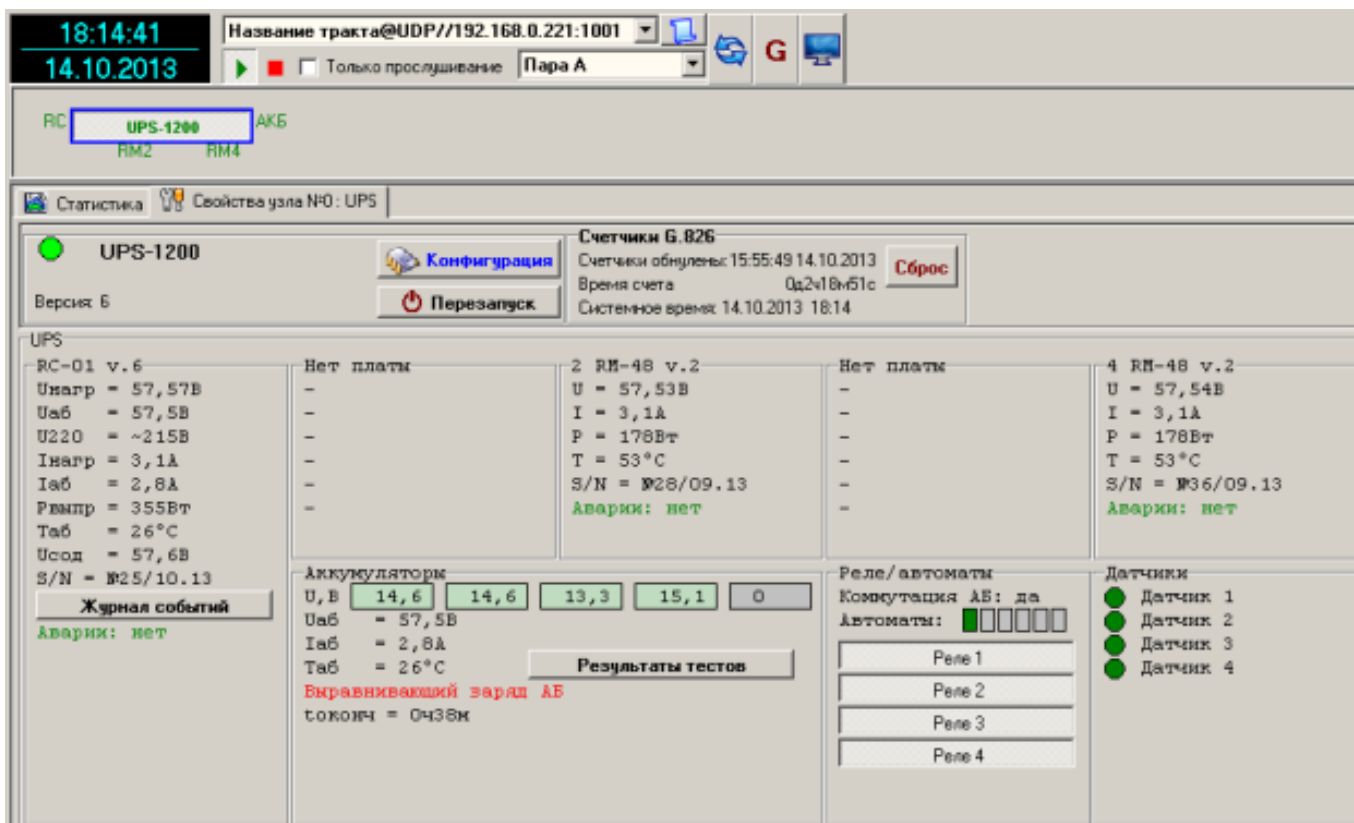 18:14:41
14.10.2013
Название тракта@UDP//192.168.0.221:1001
Только прослушивание
Пара А
G
RC
UPS-1200
АКБ
RM2
RM4
Статистика
Свойства узла №0 : UPS
UPS-1200
Конфигурация
Версия: 6
Перезапуск
Счетчики G.826
Счетчики обнулены: 15:55:49 14.10.2013
Время счета 0д2ч18м51с
Системное время: 14.10.2013 18:14
Сброс
UPS
RC-01 v.6
Uнагр = 57,57В
Uаб = 57,5В
U220 = ~215В
Iнагр = 3,1А
Iаб = 2,8А
Pвыпр = 355Вт
Tаб = 26°C
Uсод = 57,6В
S/N = №25/10.13
Журнал событий
Аварии: нет
Нет платы
-
-
-
-
-
-
2 RM-48 v.2
U = 57,53В
I = 3,1А
P = 178Вт
T = 53°C
S/N = №28/09.13
Аварии: нет
Нет платы
-
-
-
-
-
-
4 RM-48 v.2
U = 57,54В
I = 3,1А
P = 178Вт
T = 53°C
S/N = №36/09.13
Аварии: нет
Аккумуляторы
U,В 14,6 14,6 13,3 15,1 0
Uаб = 57,5В
Iаб = 2,8А
Tаб = 26°C
Результаты тестов
Выравнивающий заряд АБ
tоконч = 0ч38м
Реле/автоматы
Коммутация АБ: да
Автоматы:
Реле 1
Реле 2
Реле 3
Реле 4
Датчики
Датчик 1
Датчик 2
Датчик 3
Датчик 4